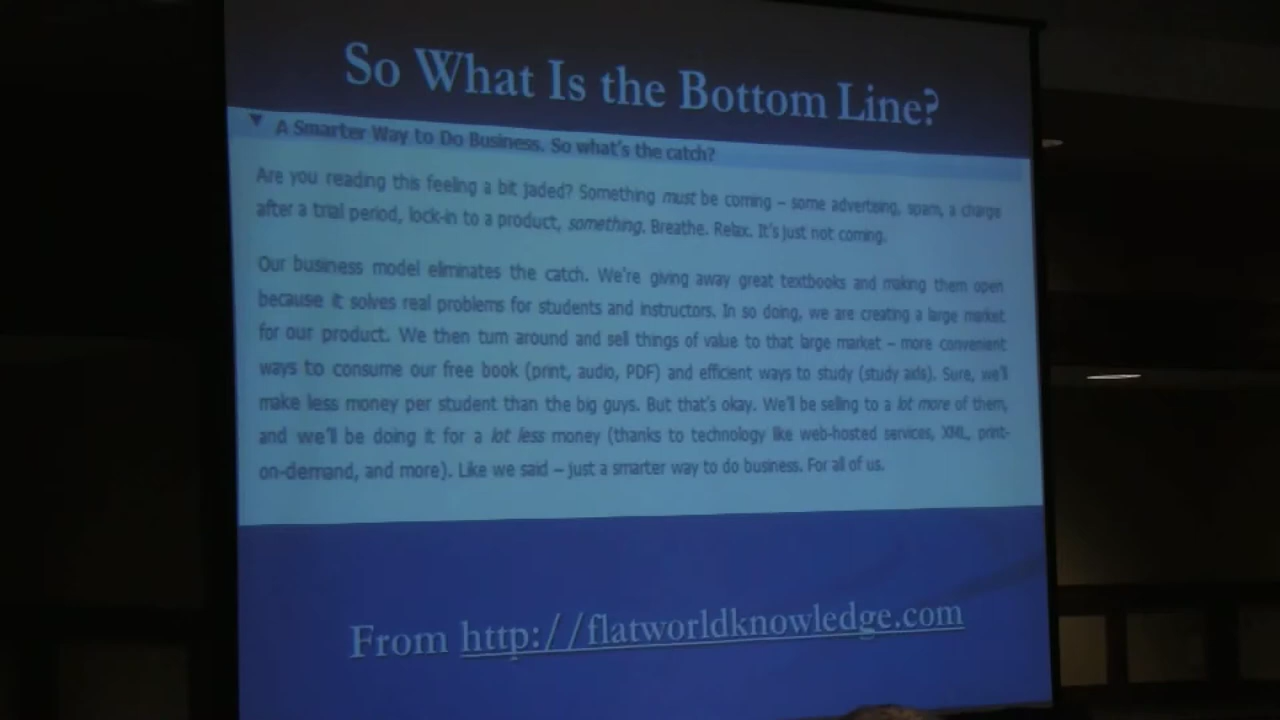 So What Is the Bottom Line?
A Smarter Way to Do Business. So what's the catch?
Are you reading this feeling a bit jaded? Something must be coming – some advertising, spam, a charge
after a trial period, lock-in to a product, something. Breathe. Relax. It's just not coming.
Our business model eliminates the catch. We're giving away great textbooks and making them open
because it solves real problems for students and instructors. In so doing, we are creating a large market
for our product. We then turn around and sell things of value to that large market – more convenient
ways to consume our free book (print, audio, PDF) and efficient ways to study (study aids). Sure, we'll
make less money per student than the big guys. But that's okay. We'll be selling to a lot more of them,
and we'll be doing it for a lot less money (thanks to technology like web-hosted services, XML, print-
on-demand, and more). Like we said – just a smarter way to do business. For all of us.
From http://flatworldknowledge.com